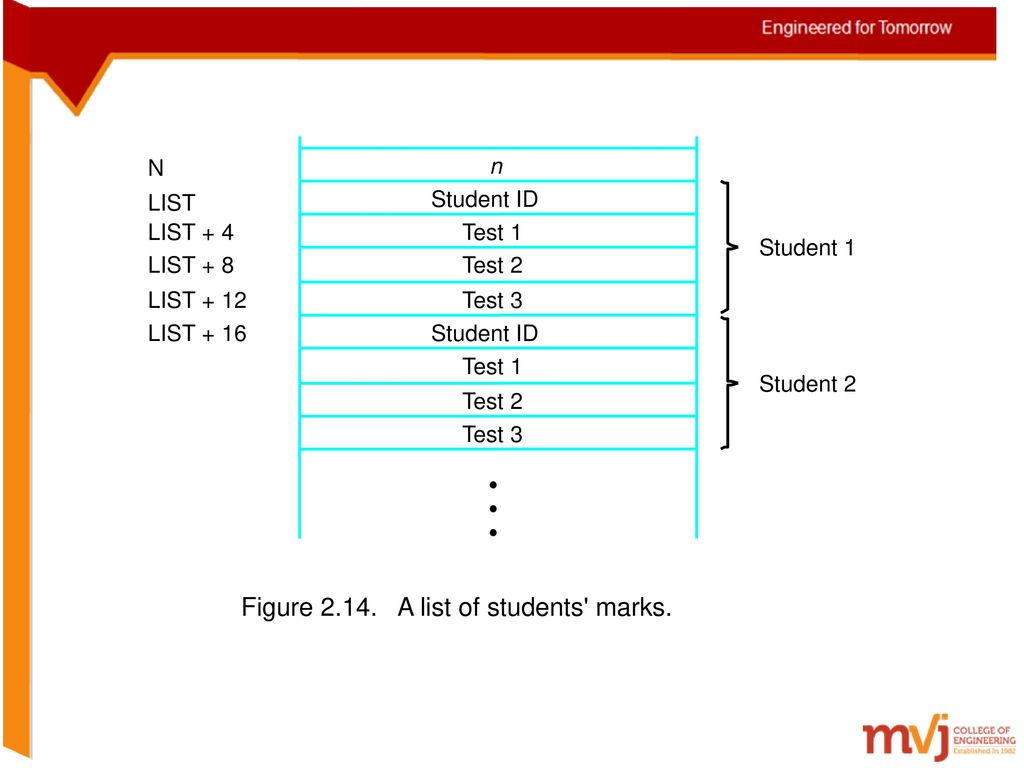 Engineered for Tomorrow
N n
LIST Student ID
LIST + 4 Test 1
LIST + 8 Test 2
LIST + 12 Test 3
LIST + 16 Student ID
Test 1
Test 2
Test 3
Student 1
Student 2
Figure 2.14. A list of students' marks.
mvj COLLEGE OF
ENGINEERING
Established In 1982